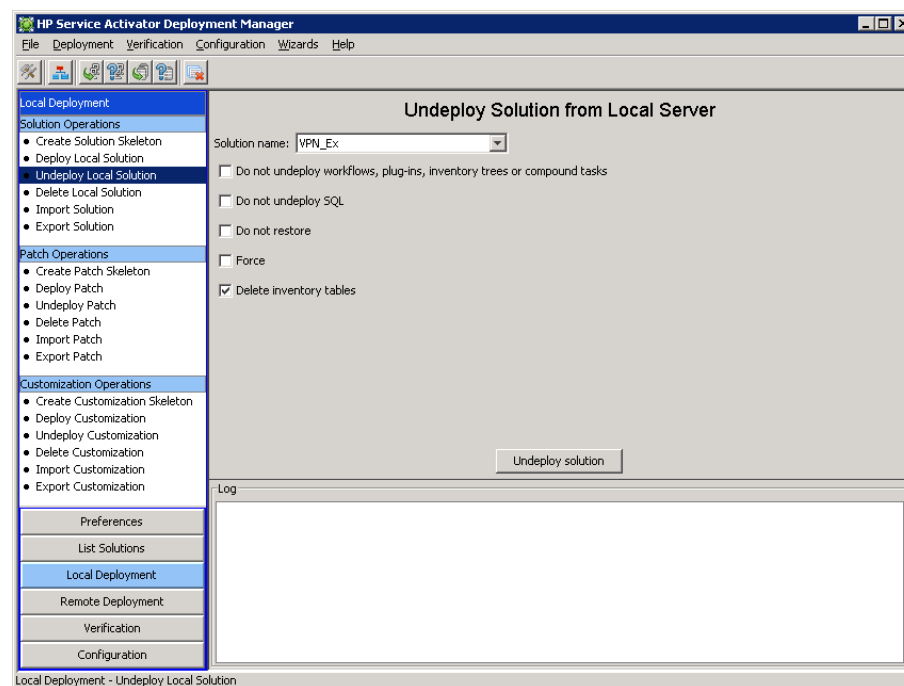 HP Service Activator Deployment Manager
File Deployment Verification Configuration Wizards Help
Local Deployment
Solution Operations
Create Solution Skeleton
Deploy Local Solution
Undeploy Local Solution
Delete Local Solution
Import Solution
Export Solution
Patch Operations
Create Patch Skeleton
Deploy Patch
Undeploy Patch
Delete Patch
Import Patch
Export Patch
Customization Operations
Create Customization Skeleton
Deploy Customization
Undeploy Customization
Delete Customization
Import Customization
Export Customization
Preferences
List Solutions
Local Deployment
Remote Deployment
Verification
Configuration
Undeploy Solution from Local Server
Solution name: VPN_Ex
Do not undeploy workflows, plug-ins, inventory trees or compound tasks
Do not undeploy SQL
Do not restore
Force
Delete inventory tables
Undeploy solution
Log
Local Deployment - Undeploy Local Solution